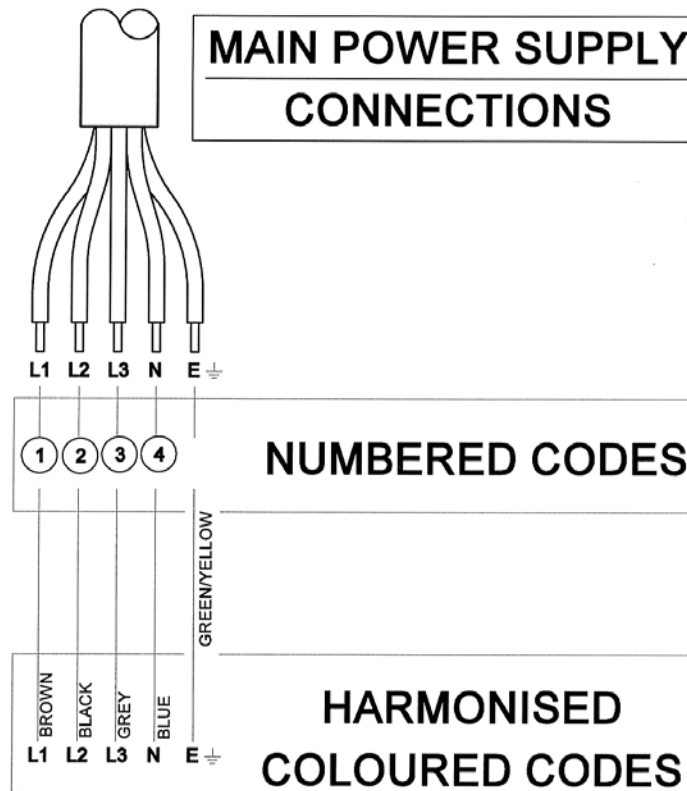 MAIN POWER SUPPLY
CONNECTIONS
L1 L2 L3 N E
1 2 3 4
NUMBERED CODES
GREEN/YELLOW
BROWN
BLACK
GREY
BLUE
L1 L2 L3 N E
HARMONISED
COLOURED CODES